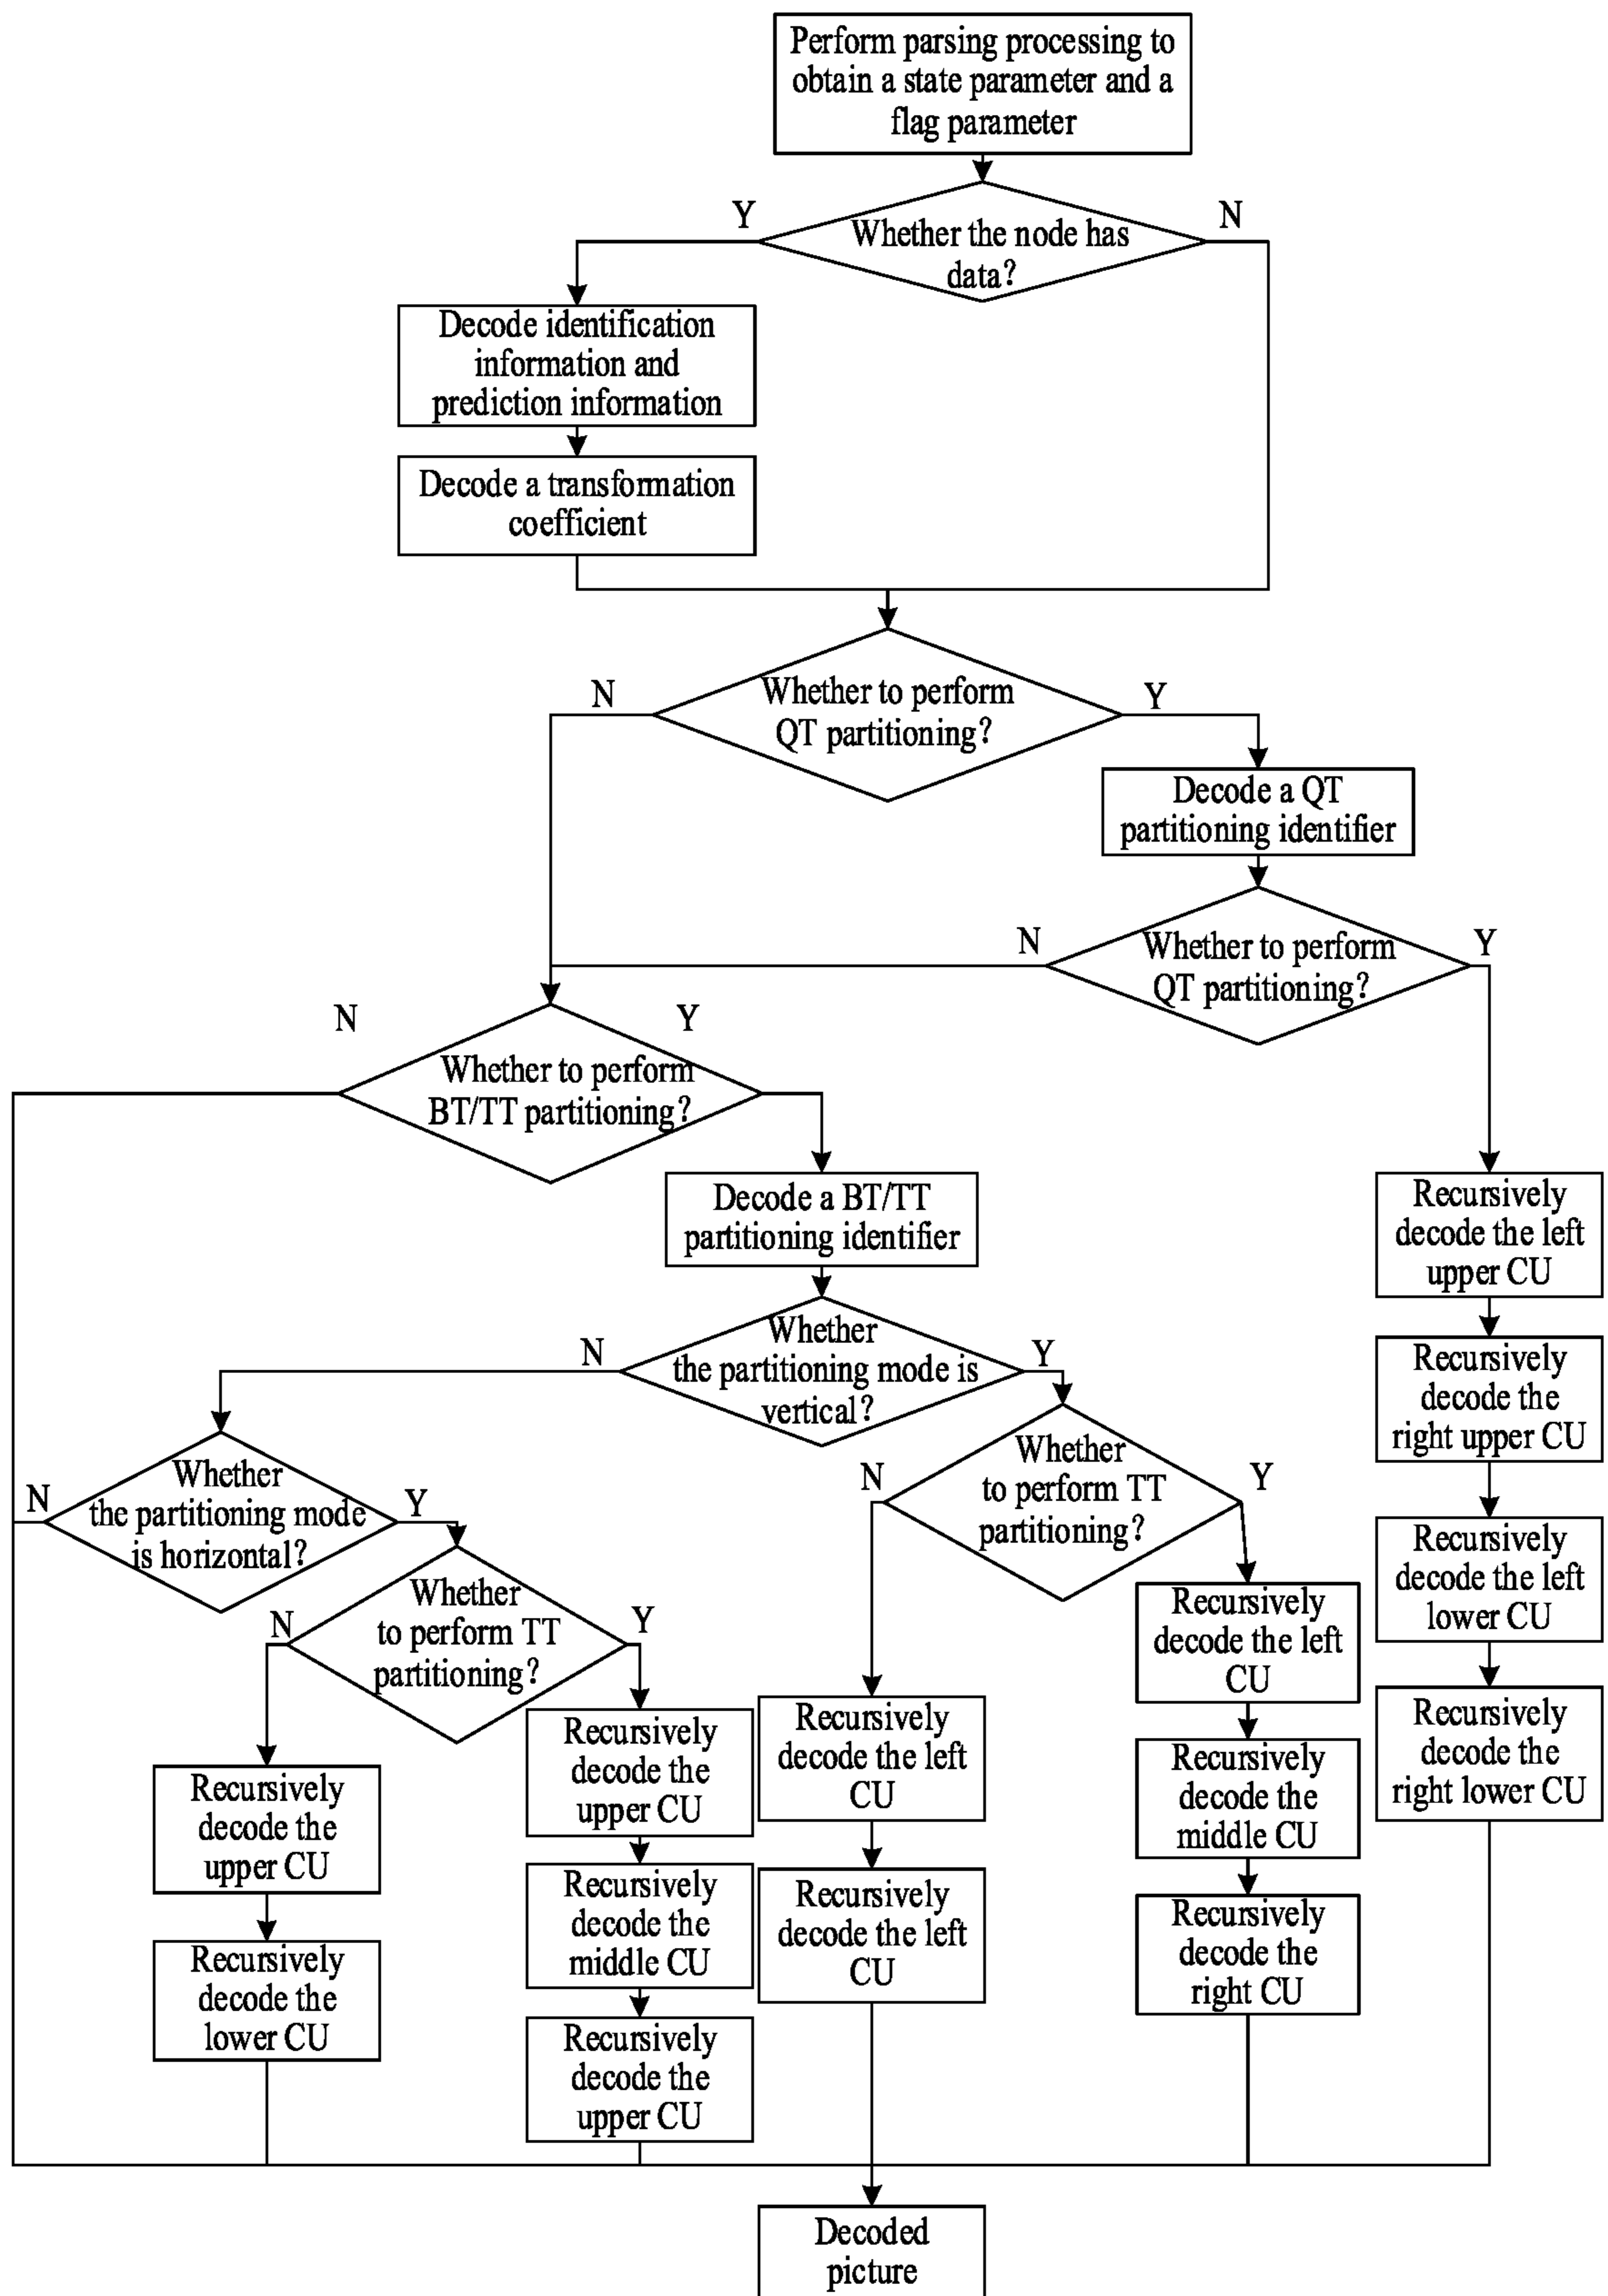 Perform parsing processing to
obtain a state parameter and a
flag parameter
Y
N
Whether the node has
data?
Decode identification
information and
prediction information
Decode a transformation
coefficient
N
Whether to perform
QT partitioning?
Y
Decode a QT
partitioning identifier
N
Whether to perform
QT partitioning?
Y
N
Y
Whether to perform
BT/TT partitioning?
Decode a BT/TT
partitioning identifier
Recursively
decode the left
upper CU
N
Whether
the partitioning mode is
vertical?
Y
Recursively
decode the
right upper CU
N
Whether
the partitioning mode
is horizontal?
Y
N
Whether
to perform TT
partitioning?
Y
Recursively
decode the left
lower CU
N
Whether
to perform TT
partitioning?
Y
Recursively
decode the left
CU
Recursively
decode the
right lower CU
Recursively
decode the
upper CU
Recursively
decode the
upper CU
Recursively
decode the left
CU
Recursively
decode the
middle CU
Recursively
decode the
lower CU
Recursively
decode the
middle CU
Recursively
decode the left
CU
Recursively
decode the
right CU
Recursively
decode the
upper CU
Decoded
picture